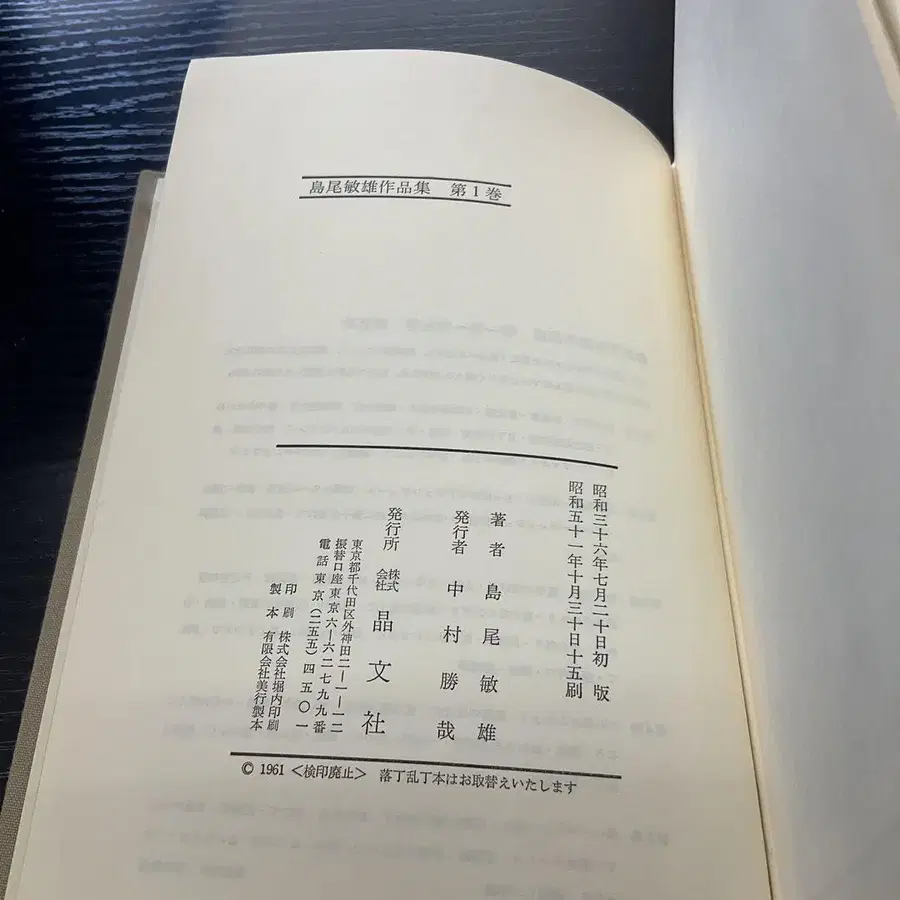 島尾敏雄作品集　第1巻
昭和三十六年七月二十日初　版
昭和五十一年十月三十日十五刷
著　者　島　尾　敏　雄
発行者　中　村　勝　哉
発行所　株式会社　晶　文　社
東京都千代田区外神田二-一-一二
振替口座東京六-六二七九九番
電話東京(二五五)四五〇一
印　刷　株式会社堀内印刷
製　本　有限会社美行製本
© 1961 <検印廃止>　落丁乱丁本はお取替えいたします